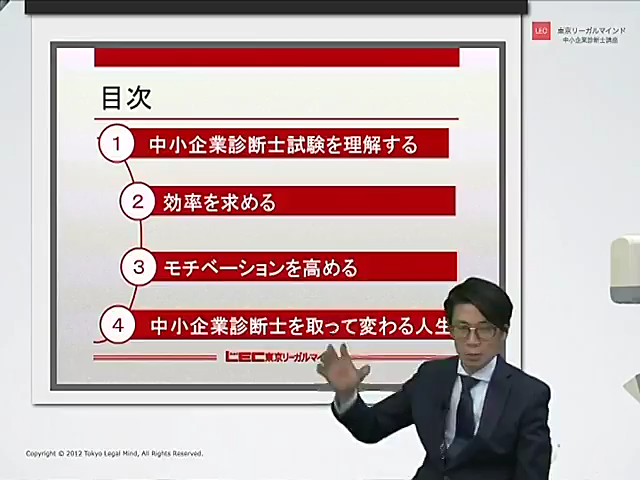 LEC 東京リーガルマインド
中小企業診断士講座
目次
1 中小企業診断士試験を理解する
2 効率を求める
3 モチベーションを高める
4 中小企業診断士を取って変わる人生
LEC東京リーガルマイン
Copyright © 2012 Tokyo Legal Mind, All Rights Reserved.